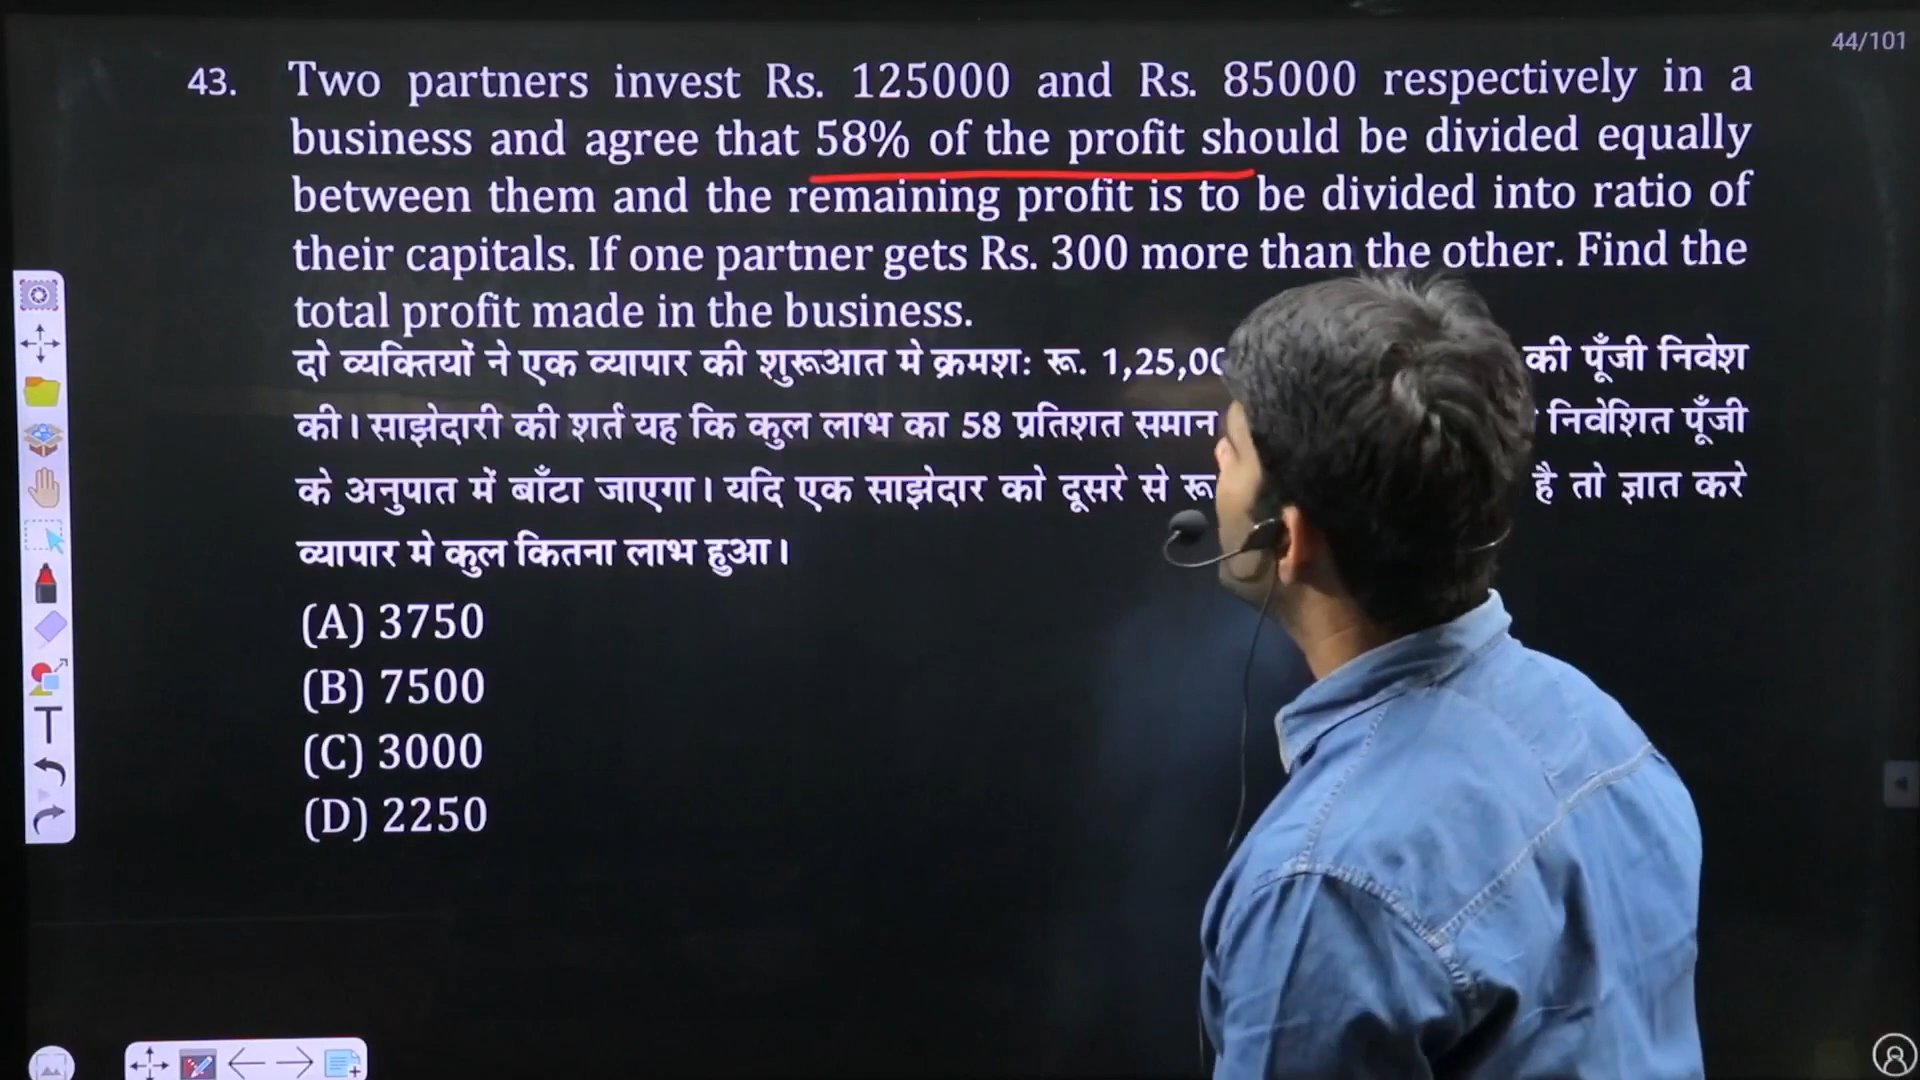 44/101
43. Two partners invest Rs. 125000 and Rs. 85000 respectively in a
business and agree that 58% of the profit should be divided equally
between them and the remaining profit is to be divided into ratio of
their capitals. If one partner gets Rs. 300 more than the other. Find the
total profit made in the business.
दो व्यक्तियों ने एक व्यापार की शुरूआत मे क्रमश: रू. 1,25,00 की पूँजी निवेश
की। साझेदारी की शर्त यह कि कुल लाभ का 58 प्रतिशत समान निवेशित पूँजी
के अनुपात में बाँटा जाएगा। यदि एक साझेदार को दूसरे से रू है तो ज्ञात करे
व्यापार मे कुल कितना लाभ हुआ।
(A) 3750
(B) 7500
(C) 3000
(D) 2250
T